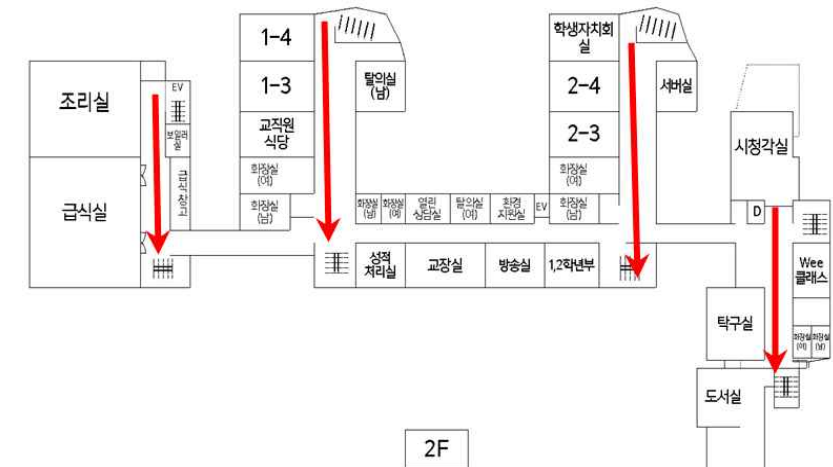 1-4
1-3
교직원
식당
화장실
(여)
화장실
(남)
조리실
급식실
EV
보일러
실
급식창고
탈의실
(남)
학생자치회
실
2-4
2-3
화장실
(여)
화장실
(남)
서버실
시청각실
D
화장실
(남)
화장실
(여)
열린
상담실
탈의실
(여)
환경
지원실
EV
성적
처리실
교장실
방송실
1,2학년부
Wee
클래스
탁구실
화장실
(여)
화장실
(남)
도서실
2F